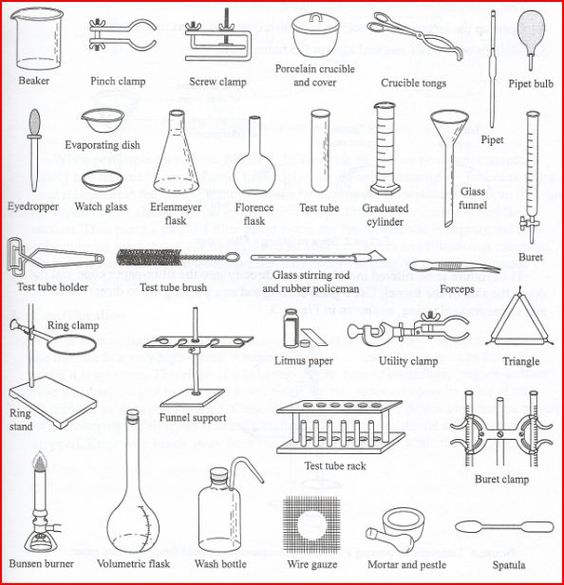 Beaker
Pinch clamp
Screw clamp
Porcelain crucible
and cover
Crucible tongs
Pipet
Pipet bulb
Eyedropper
Evaporating dish
Watch glass
Erlenmeyer
flask
Florence
flask
Test tube
Graduated
cylinder
Glass
funnel
Buret
Test tube holder
Test tube brush
Glass stirring rod
and rubber policeman
Forceps
Ring clamp
Ring
stand
Funnel support
Litmus paper
Utility clamp
Triangle
Test tube rack
Buret clamp
Bunsen burner
Volumetric flask
Wash bottle
Wire gauze
Mortar and pestle
Spatula